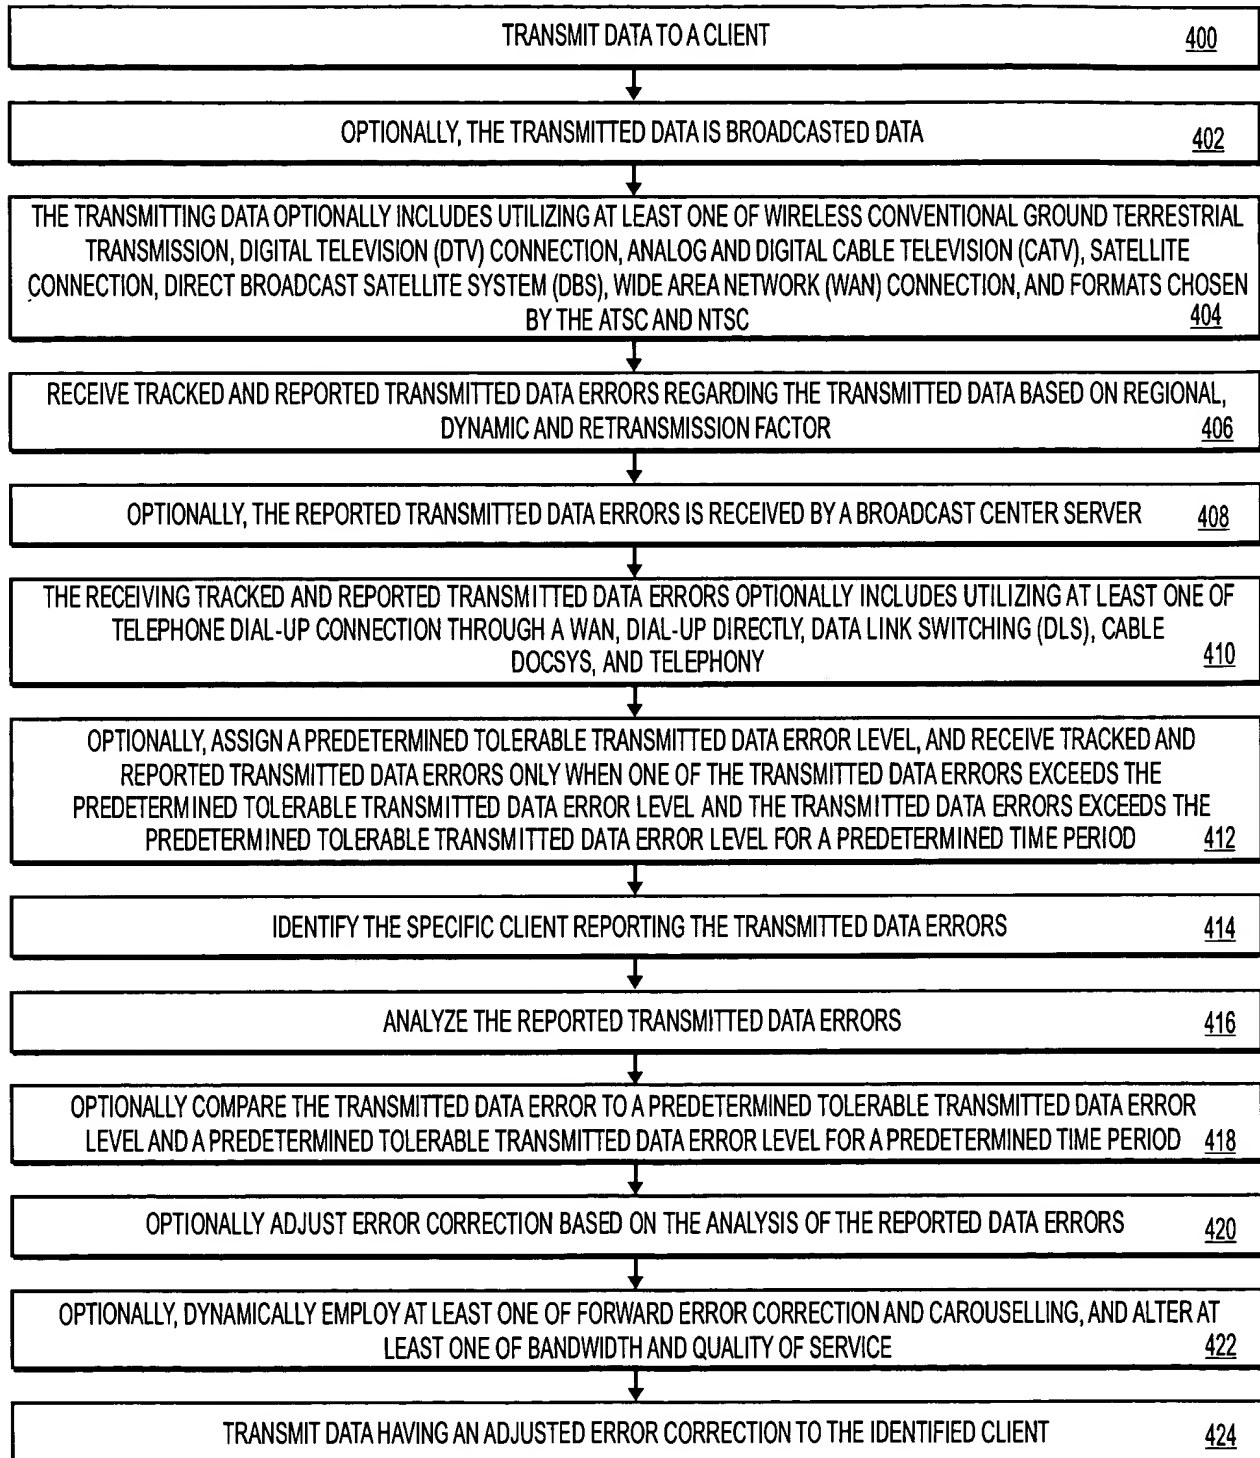 TRANSMIT DATA TO A CLIENT 400
OPTIONALLY, THE TRANSMITTED DATA IS BROADCASTED DATA 402
THE TRANSMITTING DATA OPTIONALLY INCLUDES UTILIZING AT LEAST ONE OF WIRELESS CONVENTIONAL GROUND TERRESTRIAL
TRANSMISSION, DIGITAL TELEVISION (DTV) CONNECTION, ANALOG AND DIGITAL CABLE TELEVISION (CATV), SATELLITE
CONNECTION, DIRECT BROADCAST SATELLITE SYSTEM (DBS), WIDE AREA NETWORK (WAN) CONNECTION, AND FORMATS CHOSEN
BY THE ATSC AND NTSC 404
RECEIVE TRACKED AND REPORTED TRANSMITTED DATA ERRORS REGARDING THE TRANSMITTED DATA BASED ON REGIONAL,
DYNAMIC AND RETRANSMISSION FACTOR 406
OPTIONALLY, THE REPORTED TRANSMITTED DATA ERRORS IS RECEIVED BY A BROADCAST CENTER SERVER 408
THE RECEIVING TRACKED AND REPORTED TRANSMITTED DATA ERRORS OPTIONALLY INCLUDES UTILIZING AT LEAST ONE OF
TELEPHONE DIAL-UP CONNECTION THROUGH A WAN, DIAL-UP DIRECTLY, DATA LINK SWITCHING (DLS), CABLE
DOCSYS, AND TELEPHONY 410
OPTIONALLY, ASSIGN A PREDETERMINED TOLERABLE TRANSMITTED DATA ERROR LEVEL, AND RECEIVE TRACKED AND
REPORTED TRANSMITTED DATA ERRORS ONLY WHEN ONE OF THE TRANSMITTED DATA ERRORS EXCEEDS THE
PREDETERMINED TOLERABLE TRANSMITTED DATA ERROR LEVEL AND THE TRANSMITTED DATA ERRORS EXCEEDS THE
PREDETERMINED TOLERABLE TRANSMITTED DATA ERROR LEVEL FOR A PREDETERMINED TIME PERIOD 412
IDENTIFY THE SPECIFIC CLIENT REPORTING THE TRANSMITTED DATA ERRORS 414
ANALYZE THE REPORTED TRANSMITTED DATA ERRORS 416
OPTIONALLY COMPARE THE TRANSMITTED DATA ERROR TO A PREDETERMINED TOLERABLE TRANSMITTED DATA ERROR
LEVEL AND A PREDETERMINED TOLERABLE TRANSMITTED DATA ERROR LEVEL FOR A PREDETERMINED TIME PERIOD 418
OPTIONALLY ADJUST ERROR CORRECTION BASED ON THE ANALYSIS OF THE REPORTED DATA ERRORS 420
OPTIONALLY, DYNAMICALLY EMPLOY AT LEAST ONE OF FORWARD ERROR CORRECTION AND CAROUSELLING, AND ALTER AT
LEAST ONE OF BANDWIDTH AND QUALITY OF SERVICE 422
TRANSMIT DATA HAVING AN ADJUSTED ERROR CORRECTION TO THE IDENTIFIED CLIENT 424